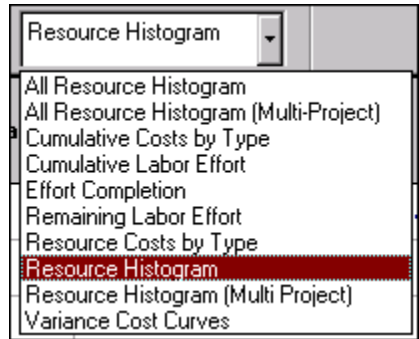 Resource Histogram
All Resource Histogram
All Resource Histogram (Multi-Project)
Cumulative Costs by Type
Cumulative Labor Effort
Effort Completion
Remaining Labor Effort
Resource Costs by Type
Resource Histogram
Resource Histogram (Multi Project)
Variance Cost Curves